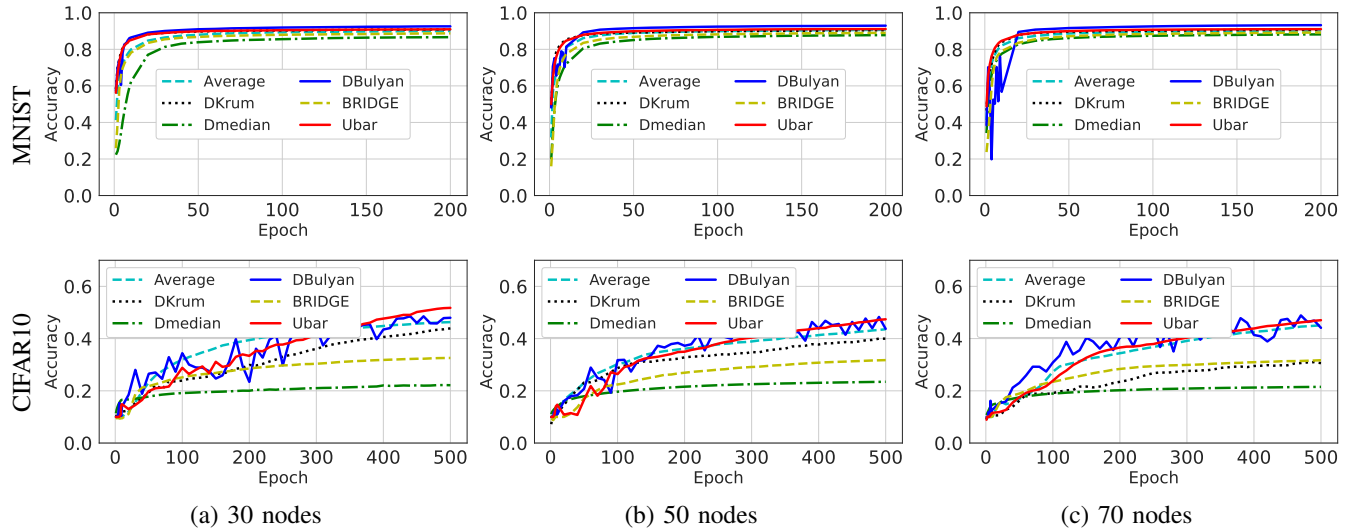 MNIST
Accuracy
1.0
0.8
0.6
0.4
0.2
0.0
Average DBulyan
DKrum BRIDGE
Dmedian Ubar
0 50 100 150 200
Epoch
Accuracy
1.0
0.8
0.6
0.4
0.2
0.0
Average DBulyan
DKrum BRIDGE
Dmedian Ubar
0 50 100 150 200
Epoch
Accuracy
1.0
0.8
0.6
0.4
0.2
0.0
Average DBulyan
DKrum BRIDGE
Dmedian Ubar
0 50 100 150 200
Epoch
CIFAR10
Accuracy
0.6
0.4
0.2
0.0
Average DBulyan
DKrum BRIDGE
Dmedian Ubar
0 100 200 300 400 500
Epoch
Accuracy
0.6
0.4
0.2
0.0
Average DBulyan
DKrum BRIDGE
Dmedian Ubar
0 100 200 300 400 500
Epoch
Accuracy
0.6
0.4
0.2
0.0
Average DBulyan
DKrum BRIDGE
Dmedian Ubar
0 100 200 300 400 500
Epoch
(a) 30 nodes
(b) 50 nodes
(c) 70 nodes